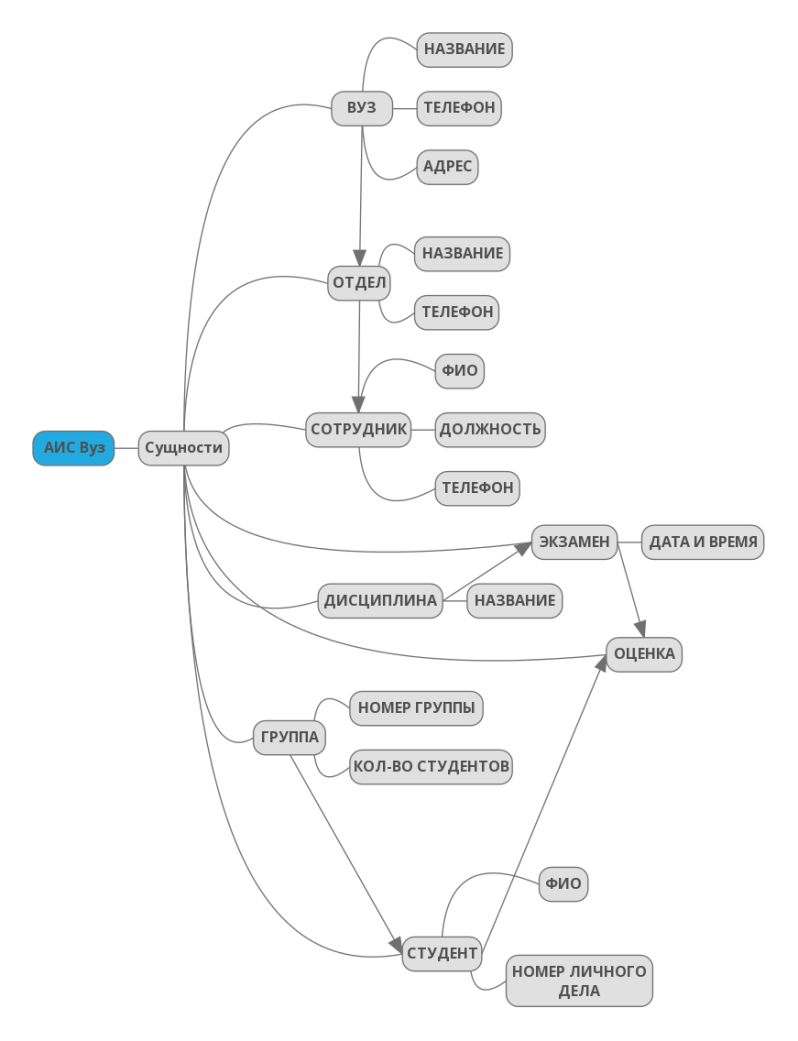 НАЗВАНИЕ
ВУЗ
ТЕЛЕФОН
АДРЕС
НАЗВАНИЕ
ОТДЕЛ
ТЕЛЕФОН
ФИО
СОТРУДНИК
ДОЛЖНОСТЬ
АИС Вуз
Сущности
ТЕЛЕФОН
ЭКЗАМЕН
ДАТА И ВРЕМЯ
ДИСЦИПЛИНА
НАЗВАНИЕ
ОЦЕНКА
НОМЕР ГРУППЫ
ГРУППА
КОЛ-ВО СТУДЕНТОВ
ФИО
СТУДЕНТ
НОМЕР ЛИЧНОГО
ДЕЛА